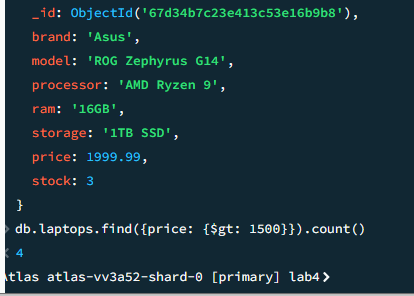 _id: ObjectId('67d34b7c23e413c53e16b9b8'),
brand: 'Asus',
model: 'ROG Zephyrus G14',
processor: 'AMD Ryzen 9',
ram: '16GB',
storage: '1TB SSD',
price: 1999.99,
stock: 3
}
> db.laptops.find({price: {$gt: 1500}}).count()
< 4
Atlas atlas-vv3a52-shard-0 [primary] lab4>